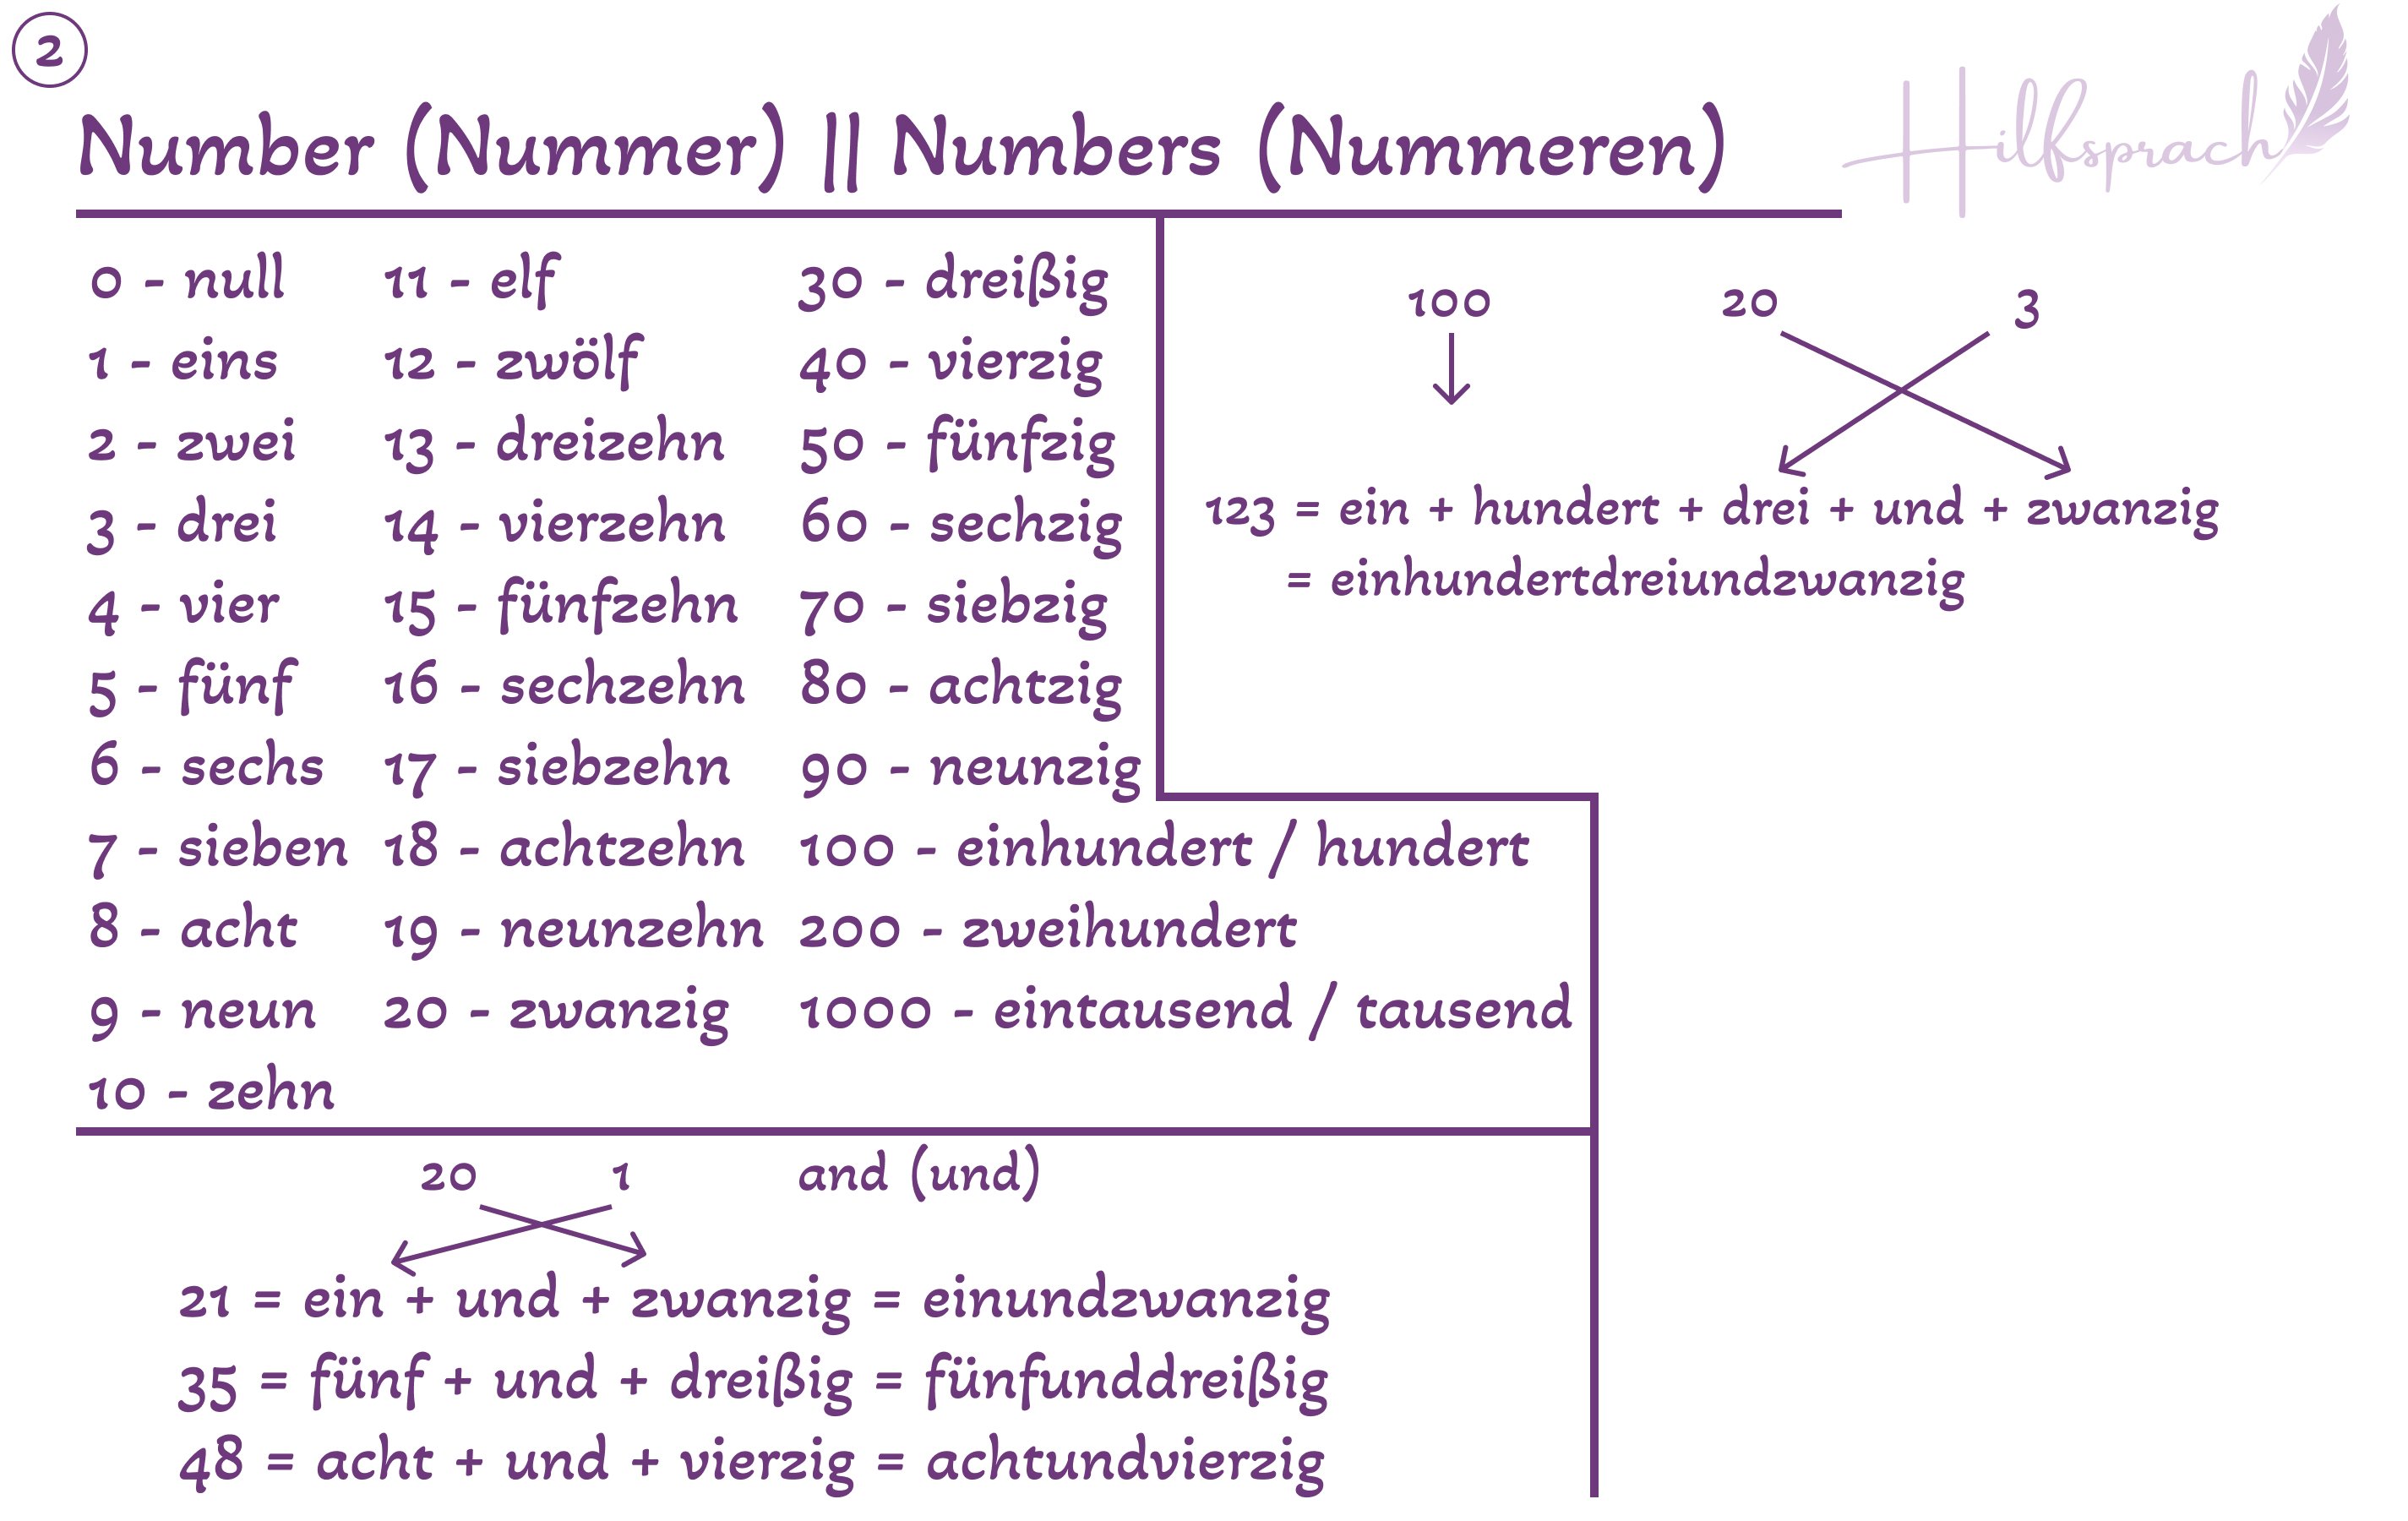 2
Number (Nummer) || Numbers (Nummeren)
Hilfsprach
0 - null
1 - eins
2 - zwei
3 - drei
4 - vier
5 - fünf
6 - sechs
7 - sieben
8 - acht
9 - neun
10 - zehn
11 - elf
12 - zwölf
13 - dreizehn
14 - vierzehn
15 - fünfzehn
16 - sechzehn
17 - siebzehn
18 - achtzehn
19 - neunzehn
20 - zwanzig
30 - dreißig
40 - vierzig
50 - fünfzig
60 - sechzig
70 - siebzig
80 - achtzig
90 - neunzig
100 - einhundert / hundert
200 - zweihundert
1000 - eintausend / tausend
100 20 3
123 = ein + hundert + drei + und + zwanzig
= einhundertdreiundzwanzig
20 1 and (und)
21 = ein + und + zwanzig = einundzwanzig
35 = fünf + und + dreißig = fünfunddreißig
48 = acht + und + vierzig = achtundvierzig